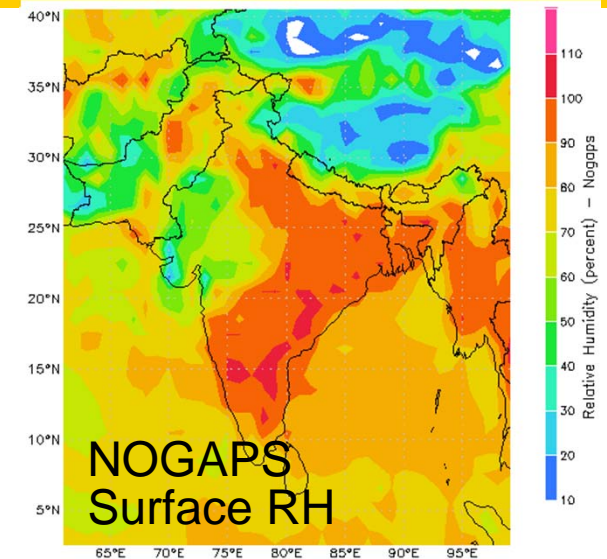 40°N
35°N
30°N
25°N
20°N
15°N
10°N
5°N
65°E 70°E 75°E 80°E 85°E 90°E 95°E
NOGAPS
Surface RH
110
100
90
80
70
60
50
40
30
20
10
Relative Humidity (percent) – Nogaps